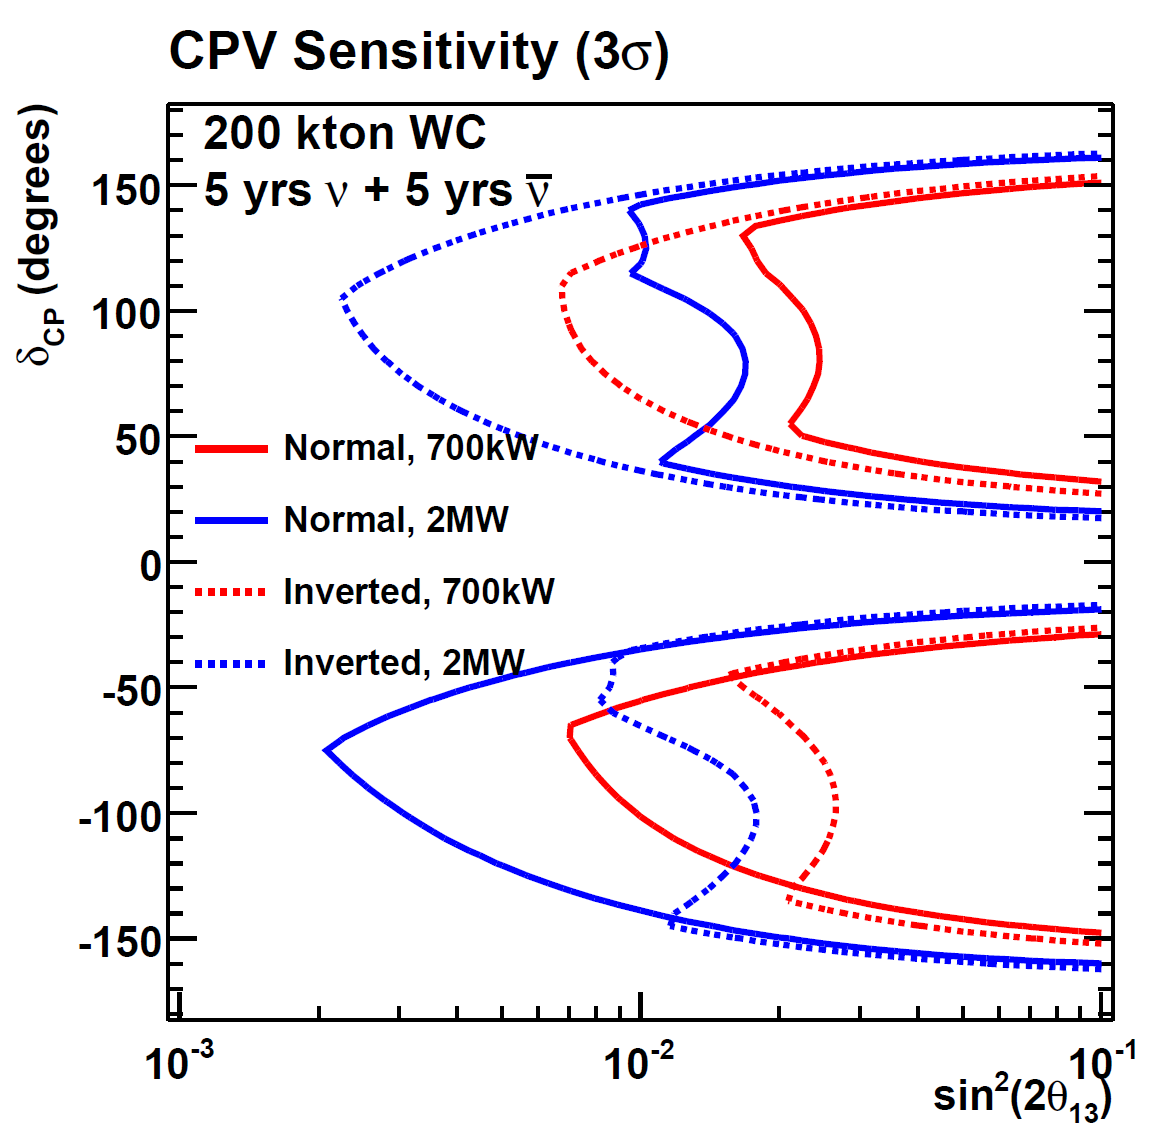 CPV Sensitivity (3σ)
200 kton WC
5 yrs ν + 5 yrs ν̅
δCP (degrees)
150
100
50
0
-50
-100
-150
Normal, 700kW
Normal, 2MW
Inverted, 700kW
Inverted, 2MW
10-3
10-2
10-1
sin2(2θ13)